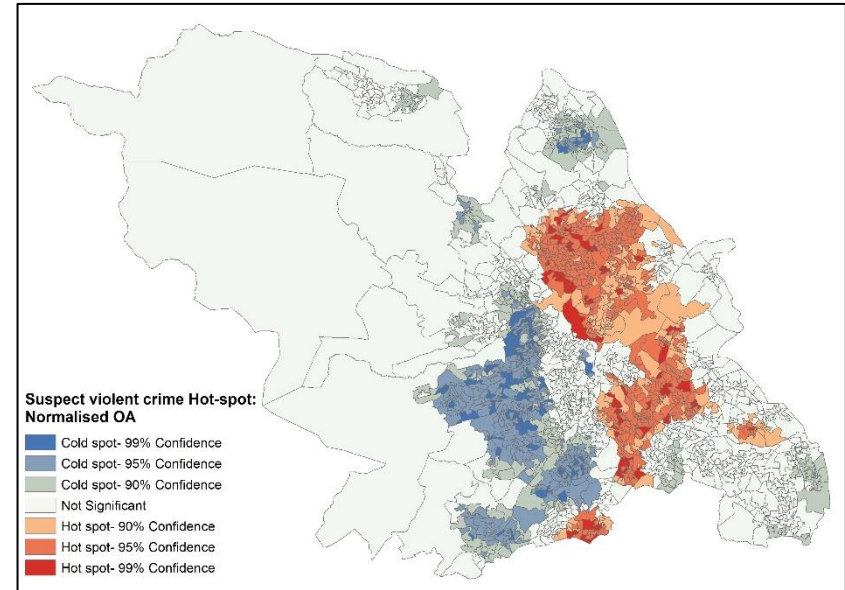 Suspect violent crime Hot-spot:
Normalised OA
Cold spot- 99% Confidence
Cold spot- 95% Confidence
Cold spot- 90% Confidence
Not Significant
Hot spot- 90% Confidence
Hot spot- 95% Confidence
Hot spot- 99% Confidence